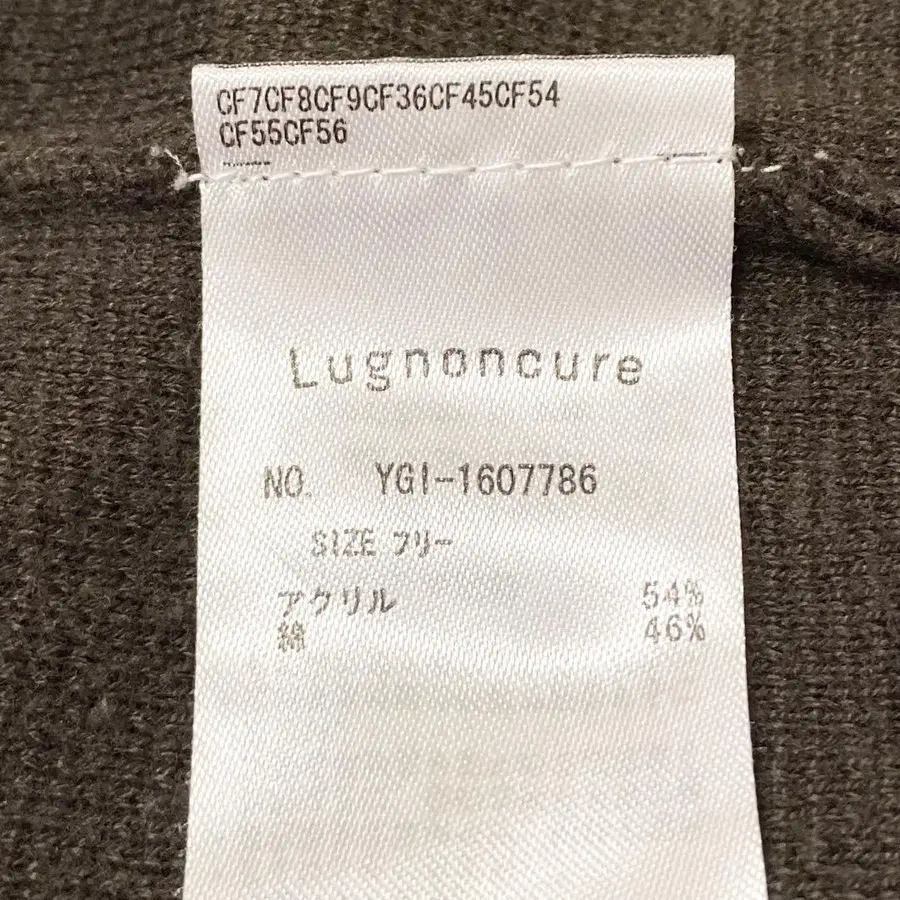 CF7CF8CF9CF36CF45CF54
CF55CF56
Lugnoncure
NO. YGI-1607786
SIZE フリー
アクリル 54%
綿 46%